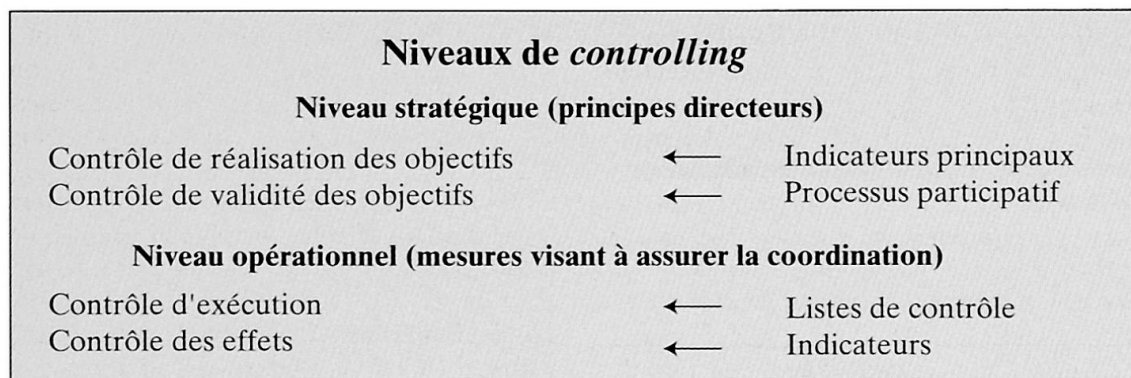 Niveaux de controlling
Niveau stratégique (principes directeurs)
Contrôle de réalisation des objectifs ← Indicateurs principaux
Contrôle de validité des objectifs ← Processus participatif
Niveau opérationnel (mesures visant à assurer la coordination)
Contrôle d'exécution ← Listes de contrôle
Contrôle des effets ← Indicateurs